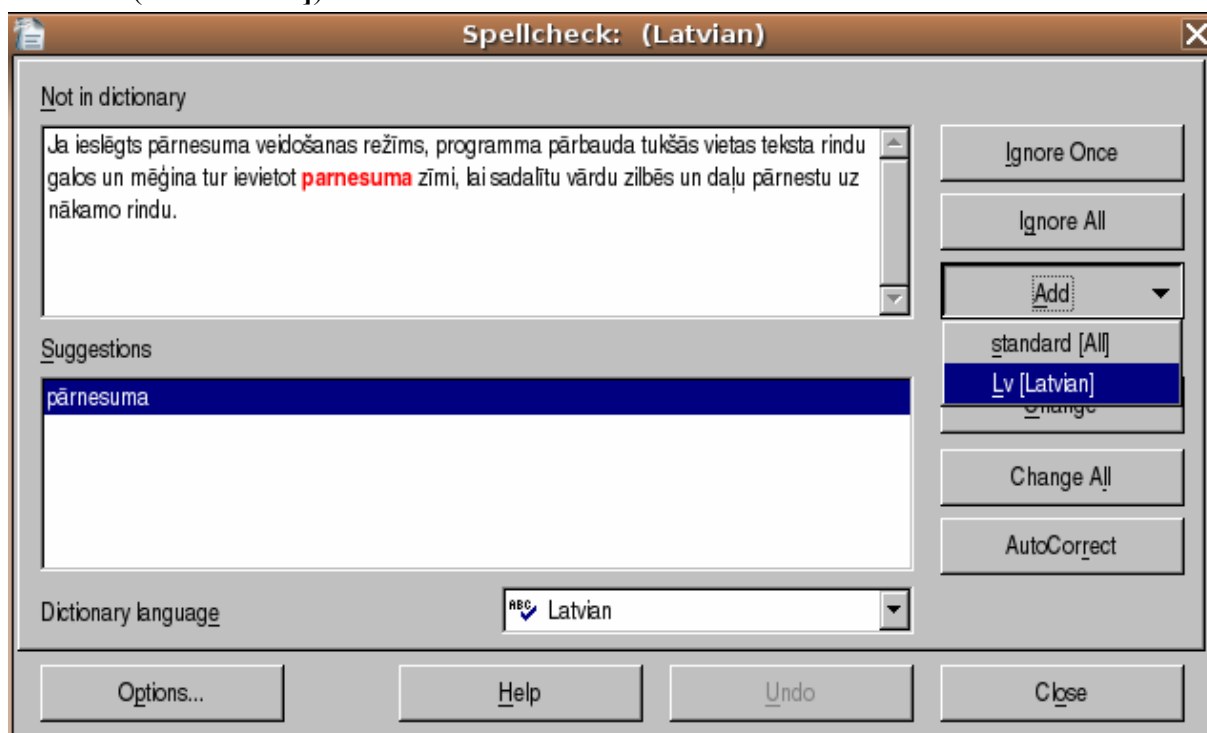 Spellcheck: (Latvian)
Not in dictionary
Ja ieslēgts pārnesuma veidošanas režīms, programma pārbauda tukšās vietas teksta rindu
galos un mēģina tur ievietot parnesuma zīmi, lai sadalītu vārdu zilbēs un daļu pārnestu uz
nākamo rindu.
Ignore Once
Ignore All
Add
standard [All]
Lv [Latvian]
Change
Suggestions
pārnesuma
Change All
AutoCorrect
Dictionary language
ABC Latvian
Options...
Help
Undo
Close